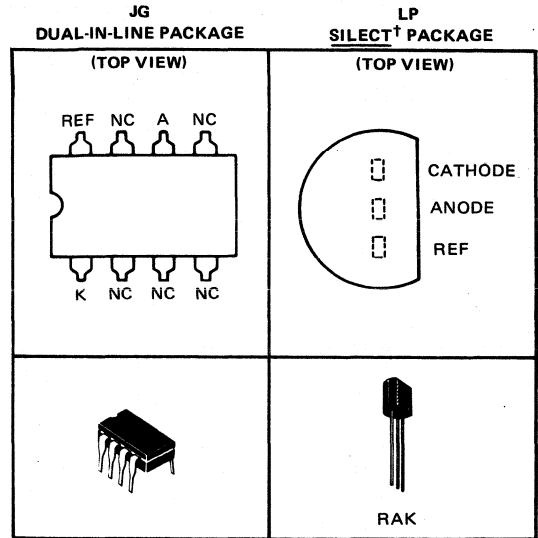 JG
DUAL-IN-LINE PACKAGE
(TOP VIEW)
REF NC A NC
K NC NC NC
LP
SILECT† PACKAGE
(TOP VIEW)
CATHODE
ANODE
REF
RAK